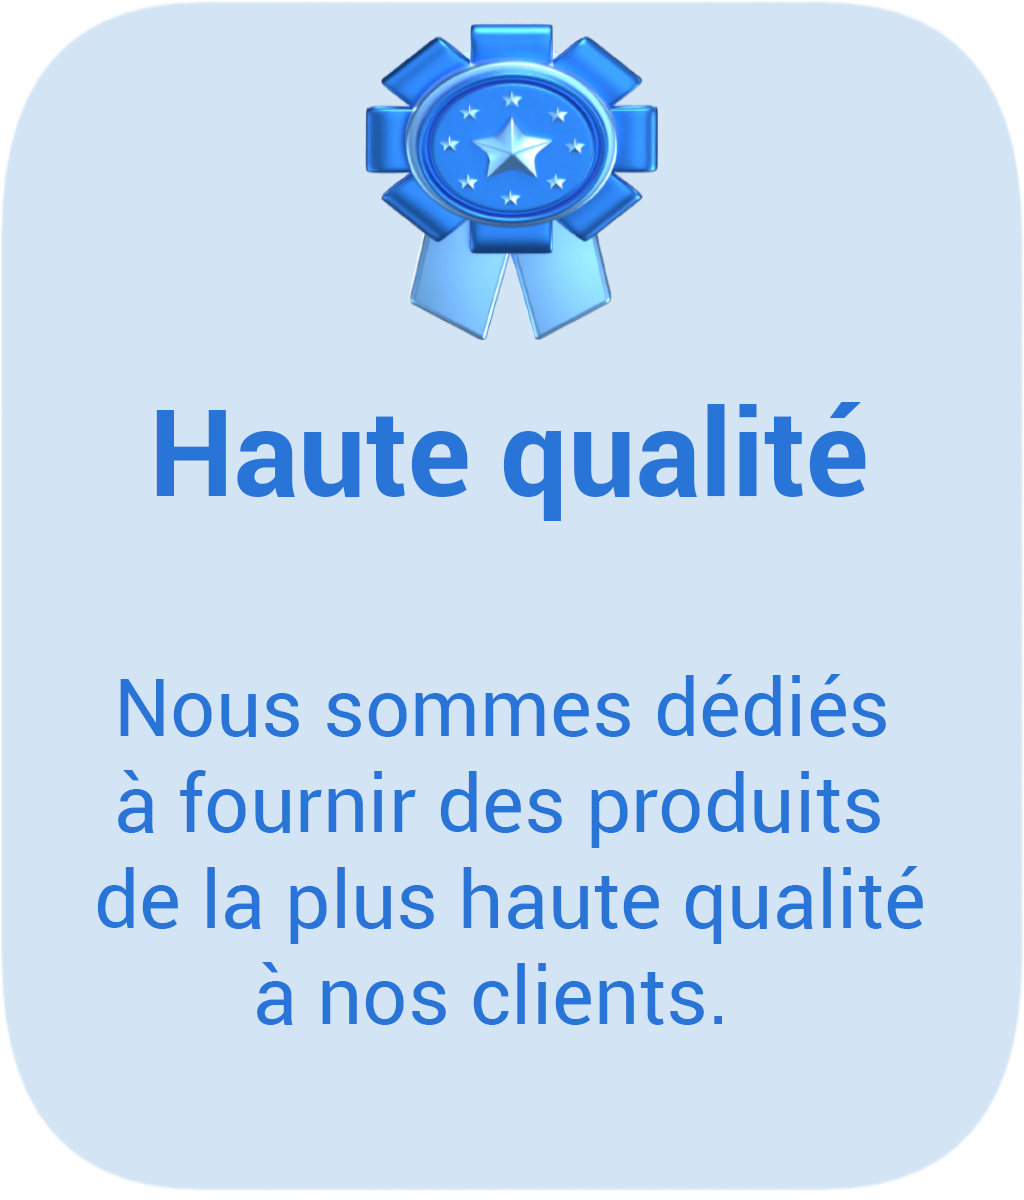 Haute qualité
Nous sommes dédiés
à fournir des produits
de la plus haute qualité
à nos clients.